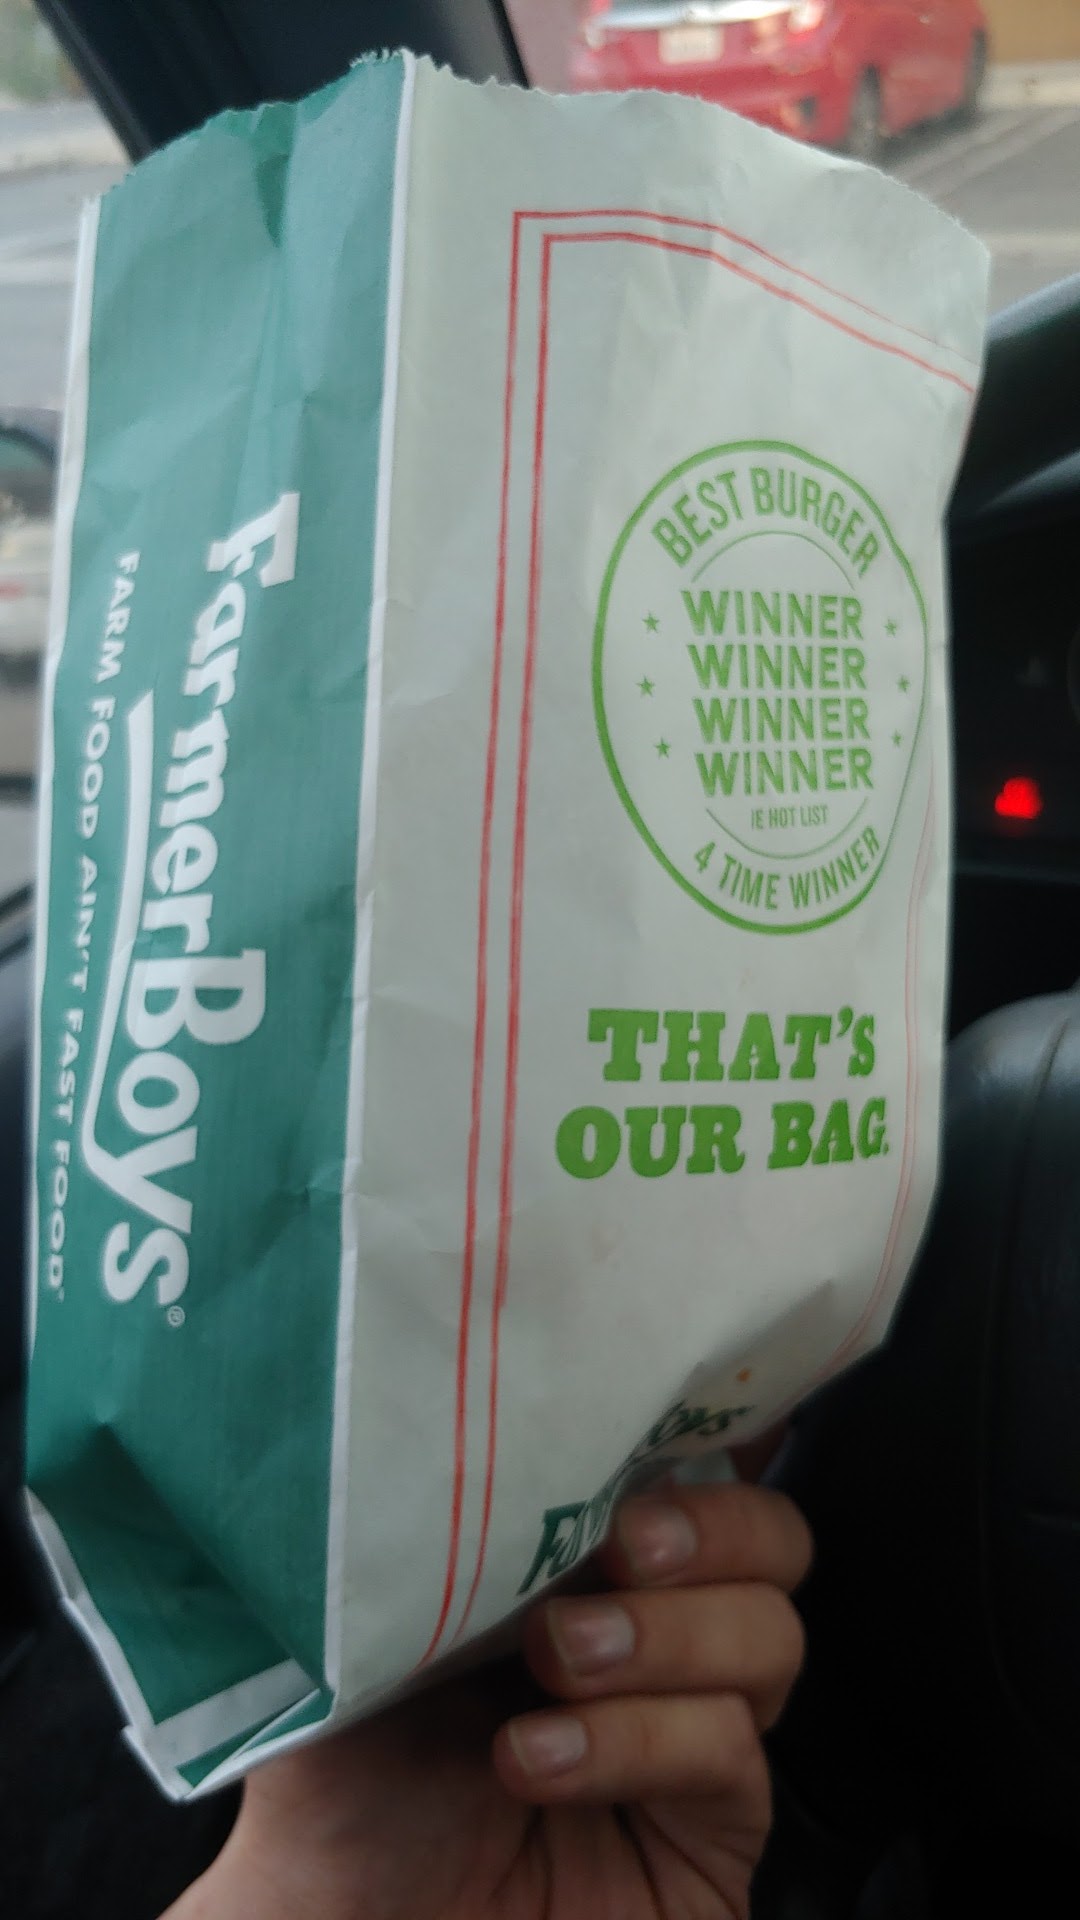 FarmerBoys®
FARM FOOD AIN'T FAST FOOD
BEST BURGER
WINNER
WINNER
WINNER
WINNER
IE HOT LIST
4 TIME WINNER
THAT'S
OUR BAG.